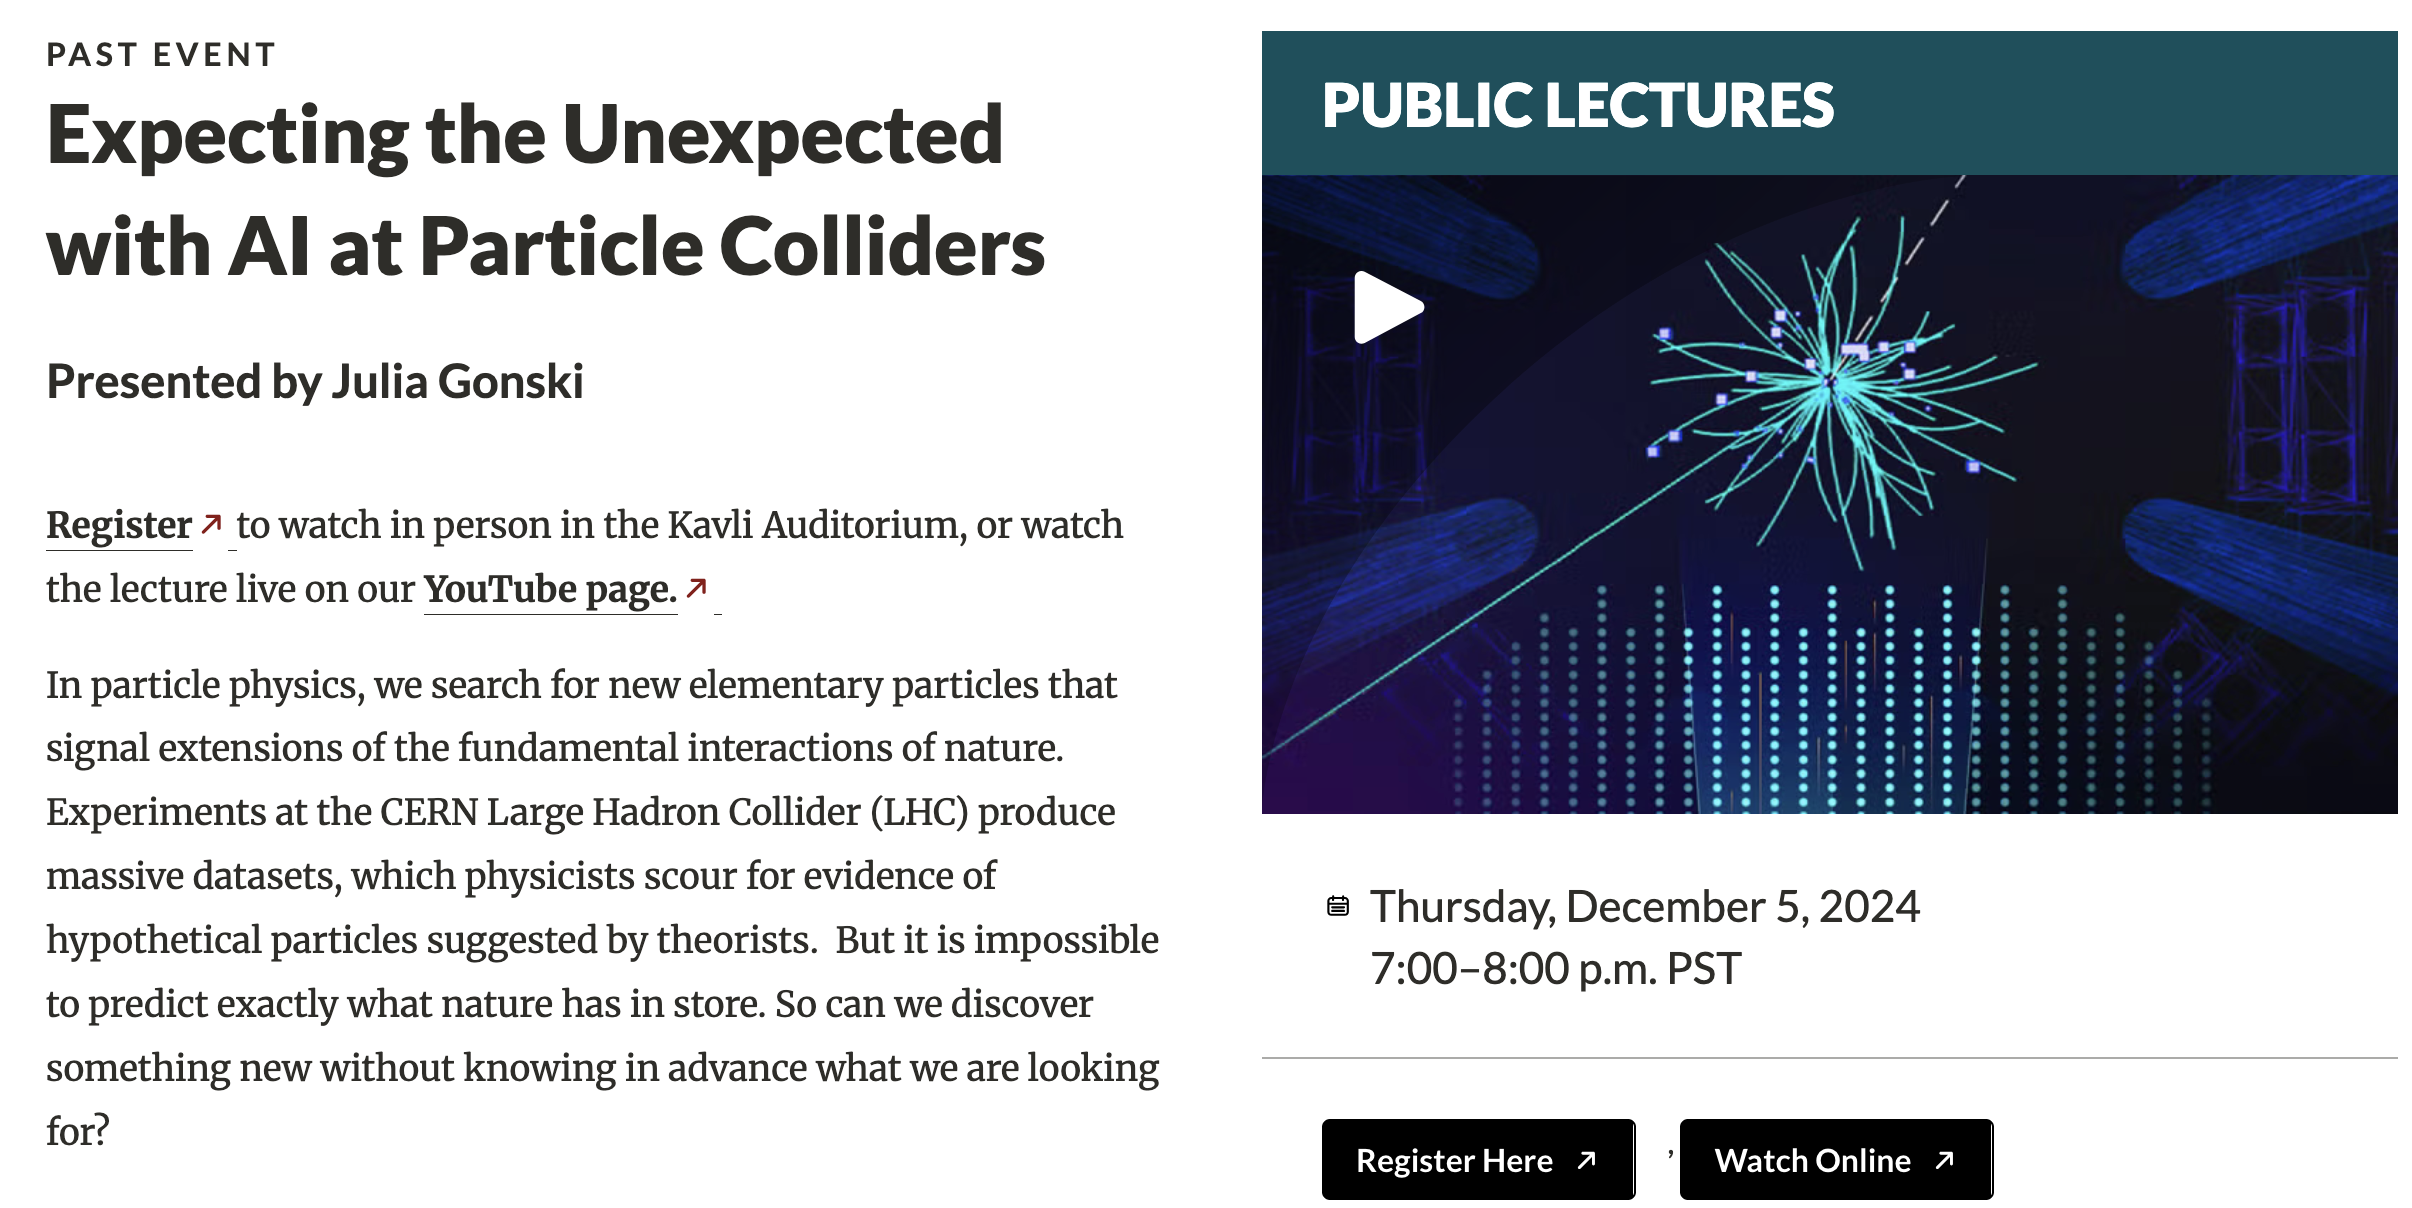 PAST EVENT
Expecting the Unexpected
with AI at Particle Colliders
Presented by Julia Gonski
Register to watch in person in the Kavli Auditorium, or watch
the lecture live on our YouTube page.
In particle physics, we search for new elementary particles that
signal extensions of the fundamental interactions of nature.
Experiments at the CERN Large Hadron Collider (LHC) produce
massive datasets, which physicists scour for evidence of
hypothetical particles suggested by theorists.  But it is impossible
to predict exactly what nature has in store. So can we discover
something new without knowing in advance what we are looking
for?
PUBLIC LECTURES
Thursday, December 5, 2024
7:00–8:00 p.m. PST
Register Here , Watch Online